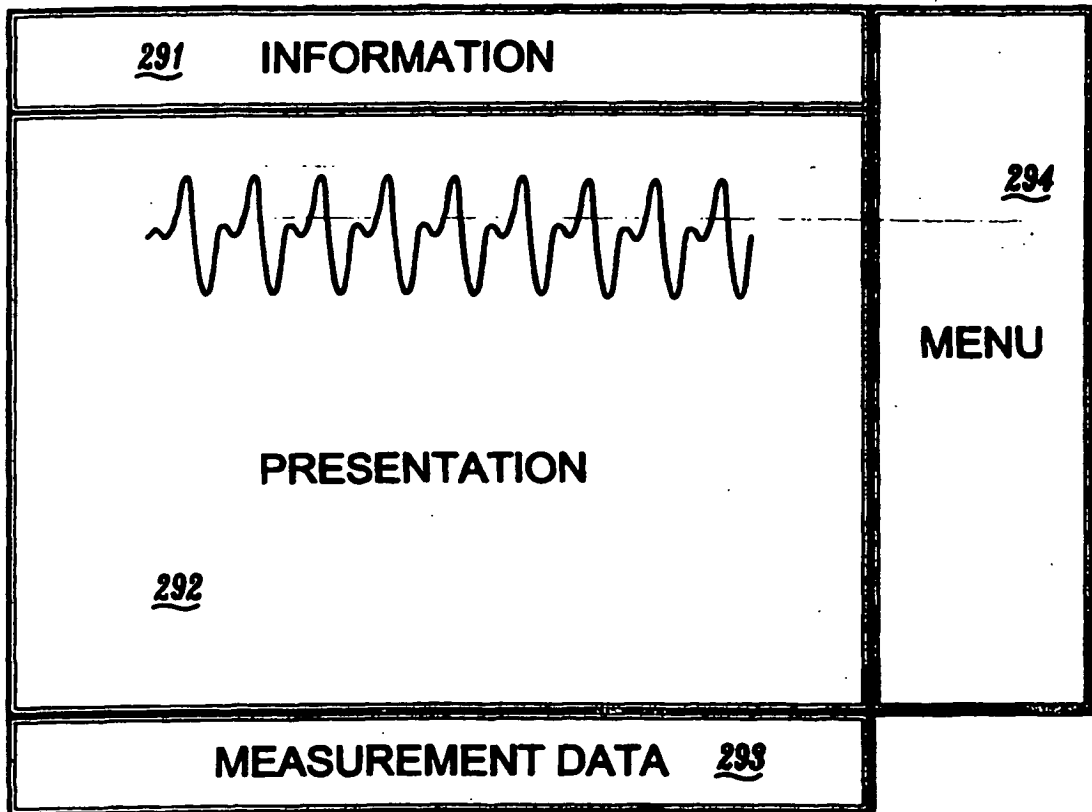 291 INFORMATION
294
MENU
PRESENTATION
292
MEASUREMENT DATA 293